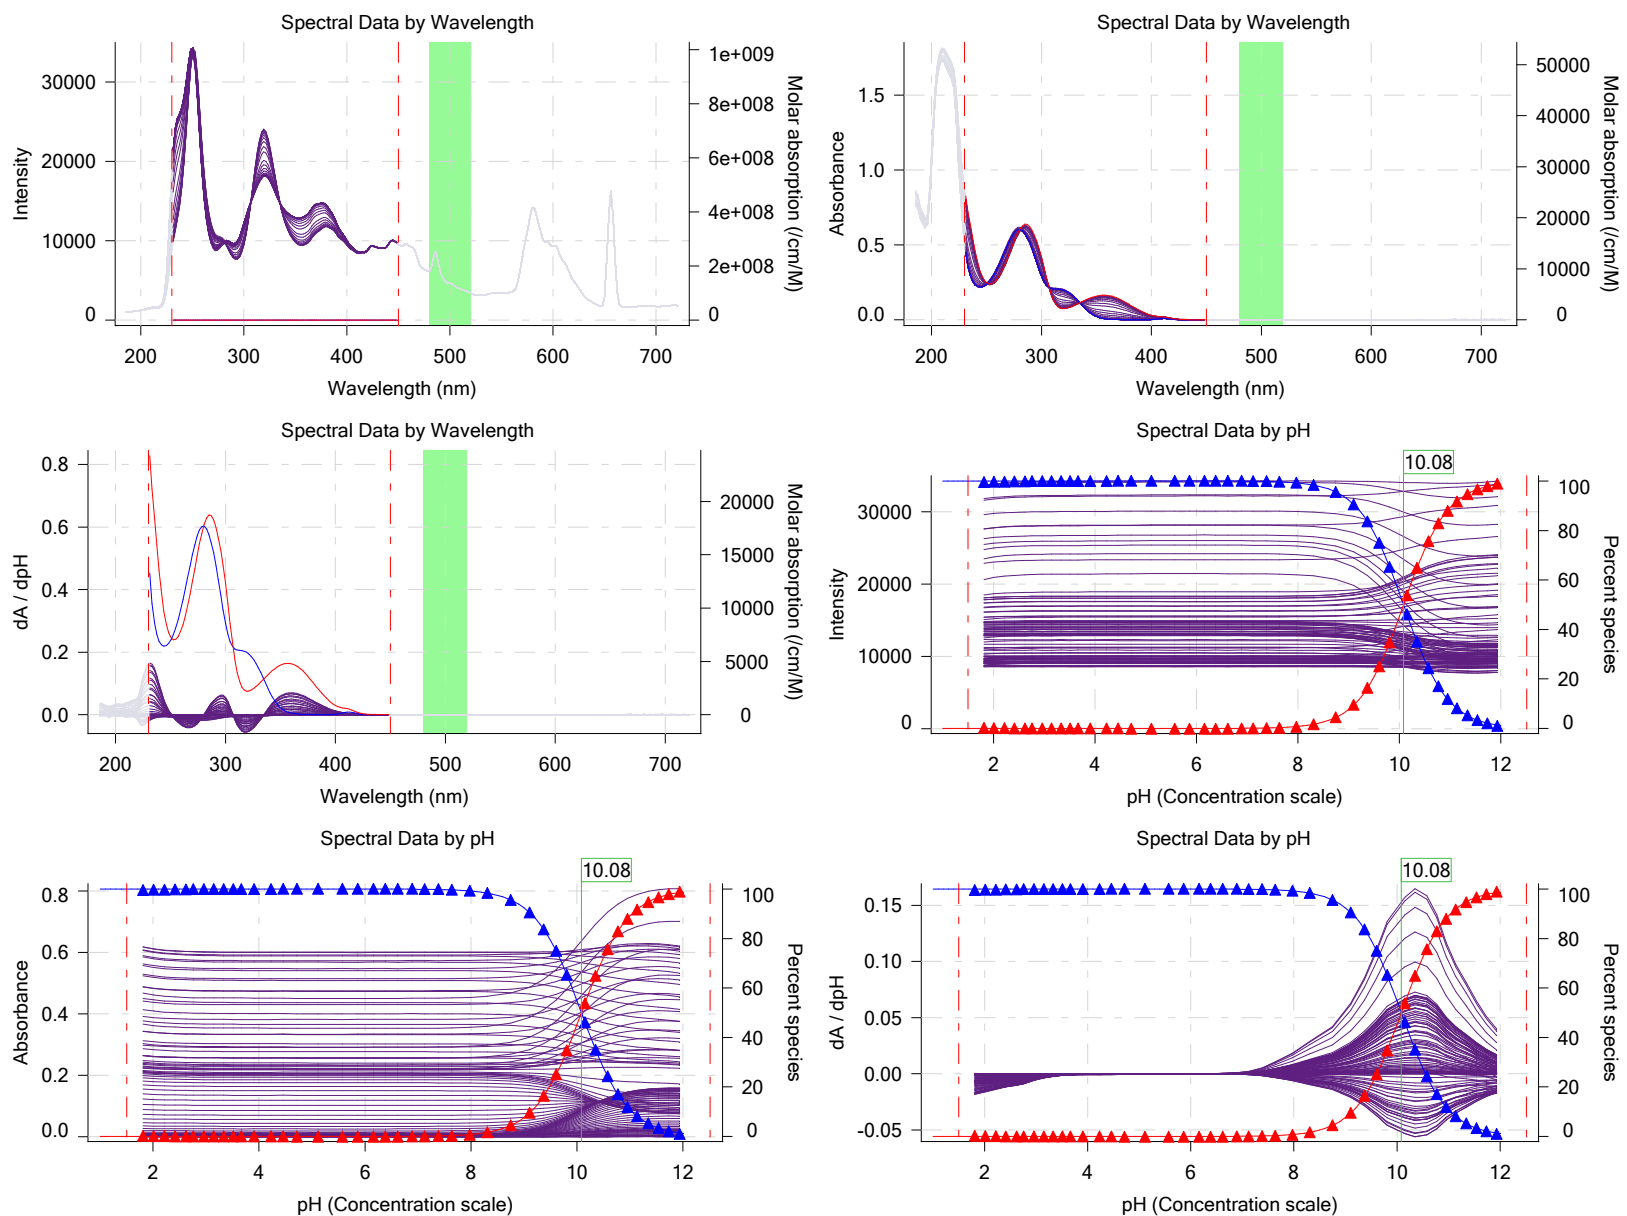 Spectral Data by Wavelength
Intensity
30000
20000
10000
0
1e+009
8e+008
6e+008
4e+008
2e+008
0
Molar absorption (/cm/M)
200 300 400 500 600 700
Wavelength (nm)
Spectral Data by Wavelength
Absorbance
1.5
1.0
0.5
0.0
50000
40000
30000
20000
10000
0
Molar absorption (/cm/M)
200 300 400 500 600 700
Wavelength (nm)
Spectral Data by Wavelength
dA / dpH
0.8
0.6
0.4
0.2
0.0
20000
15000
10000
5000
0
Molar absorption (/cm/M)
200 300 400 500 600 700
Wavelength (nm)
Spectral Data by pH
10.08
Intensity
30000
20000
10000
0
100
80
60
40
20
0
Percent species
2 4 6 8 10 12
pH (Concentration scale)
Spectral Data by pH
10.08
Absorbance
0.8
0.6
0.4
0.2
0.0
100
80
60
40
20
0
Percent species
2 4 6 8 10 12
pH (Concentration scale)
Spectral Data by pH
10.08
dA / dpH
0.15
0.10
0.05
0.00
-0.05
100
80
60
40
20
0
Percent species
2 4 6 8 10 12
pH (Concentration scale)